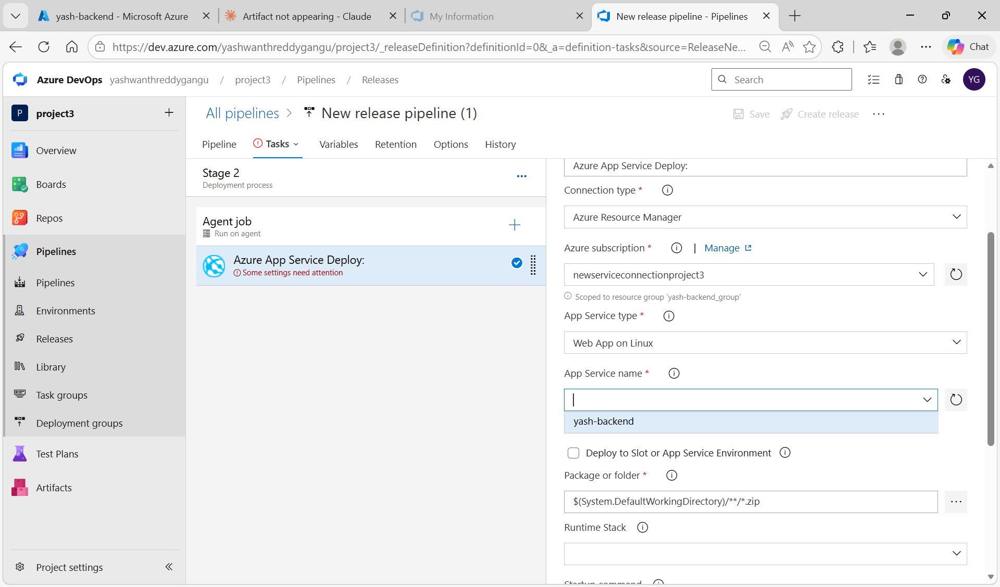 yash-backend - Microsoft Azure
Artifact not appearing - Claude
My Information
New release pipeline - Pipelines
https://dev.azure.com/yashwanthreddygangu/project3/_releaseDefinition?definitionId=0&_a=definition-tasks&source=ReleaseNe...
Chat
Azure DevOps yashwanthreddygangu / project3 / Pipelines / Releases
Search
YG
P project3
Overview
Boards
Repos
Pipelines
Pipelines
Environments
Releases
Library
Task groups
Deployment groups
Test Plans
Artifacts
Project settings
All pipelines > New release pipeline (1)
Save
Create release
Pipeline
Tasks
Variables
Retention
Options
History
Stage 2
Deployment process
Agent job
Run on agent
Azure App Service Deploy:
Some settings need attention
Azure App Service Deploy:
Connection type *
Azure Resource Manager
Azure subscription * | Manage
newserviceconnectionproject3
Scoped to resource group 'yash-backend_group'
App Service type *
Web App on Linux
App Service name *
yash-backend
Deploy to Slot or App Service Environment
Package or folder *
$(System.DefaultWorkingDirectory)/**/*.zip
Runtime Stack
Startup command